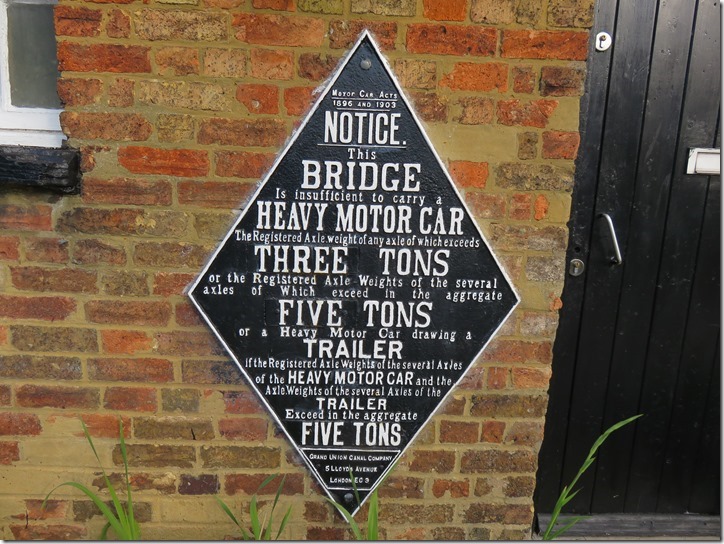 Motor Car Acts
1896 AND 1903
NOTICE.
This
BRIDGE
Is insufficient to carry a
HEAVY MOTOR CAR
The Registered Axle.weight of any axle of which exceeds
THREE TONS
or the Registered Axle Weights of the several
axles of Which exceed in the aggregate
FIVE TONS
or a Heavy Motor Car drawing a
TRAILER
if the Registered Axle Weights of the several Axles
of the HEAVY MOTOR CAR and the
Axle.Weights of the several Axles of the
TRAILER
Exceed in the aggregate
FIVE TONS
GRAND UNION CANAL COMPANY
5 LLOYDS AVENUE
LONDON EC 3